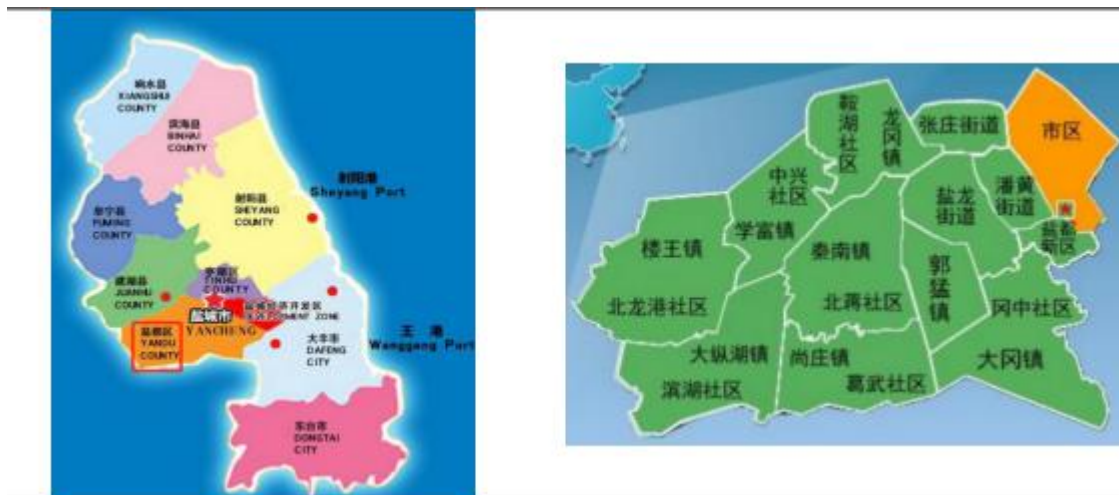 响水县
XIANGSHUI
COUNTY
滨海县
BINHAI
COUNTY
射阳港
Sheyang Port
射阳县
SHEYANG
COUNTY
阜宁县
FUNING
COUNTY
建湖县
JIANHU
COUNTY
亭湖区
TINHU
COUNTY
盐城经济开发区
DEVELOPMENT ZONE
盐城市
YANCHENG
盐都区
YANDU
COUNTY
王港
Wanggang Port
大丰市
DAFENG
CITY
东台市
DONGTAI
CITY
鞍湖社区
龙冈镇
张庄街道
市区
中兴
社区
学富镇
盐龙
街道
潘黄
街道
盐都
新区
楼王镇
秦南镇
郭猛镇
北龙港社区
北蒋社区
冈中社区
大纵湖镇
尚庄镇
大冈镇
滨湖社区
葛武社区